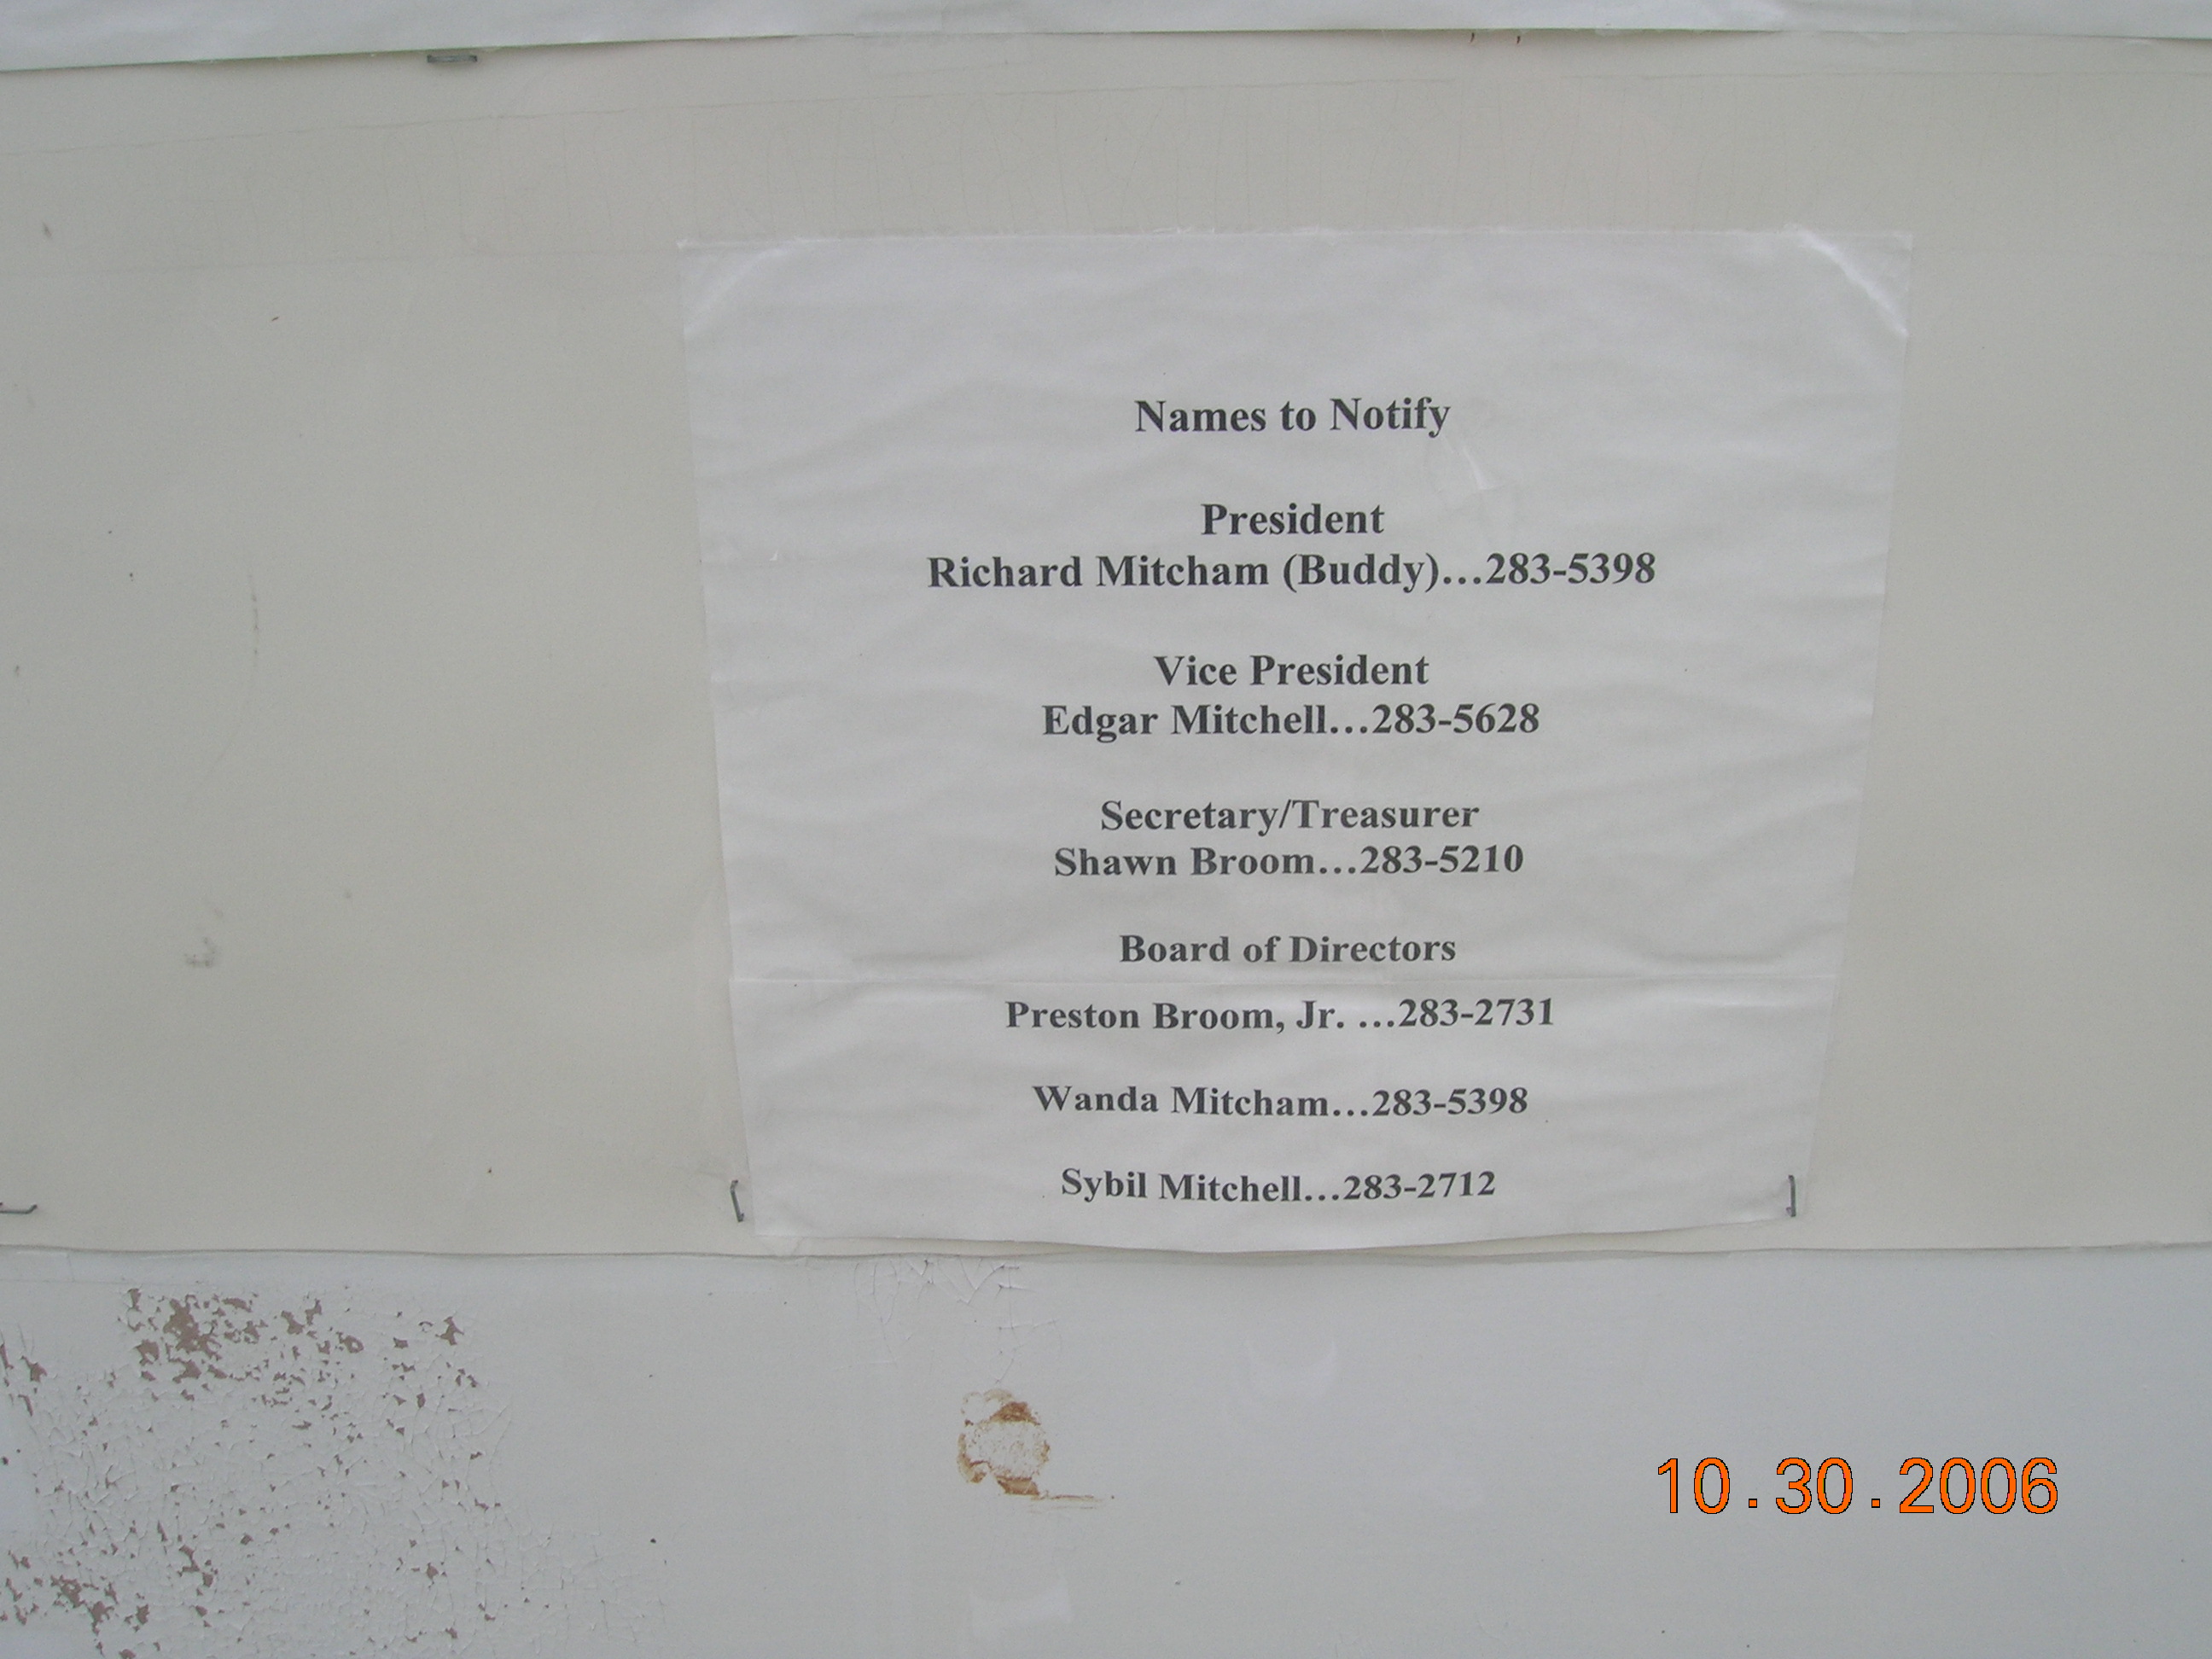 Names to Notify
President
Richard Mitcham (Buddy)...283-5398
Vice President
Edgar Mitchell...283-5628
Secretary/Treasurer
Shawn Broom...283-5210
Board of Directors
Preston Broom, Jr. ...283-2731
Wanda Mitcham...283-5398
Sybil Mitchell...283-2712
10.30.2006